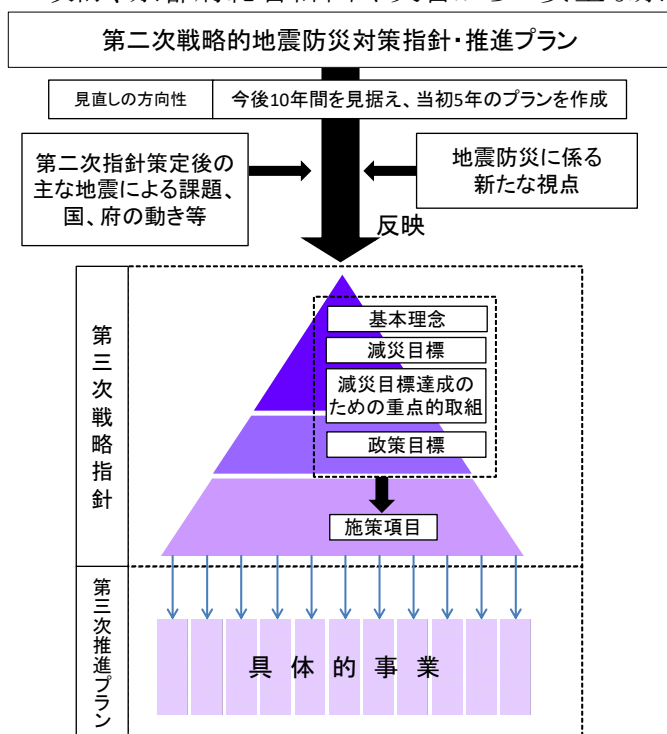 第二次戦略的地震防災対策指針・推進プラン
見直しの方向性
今後10年間を見据え、当初5年のプランを作成
第二次指針策定後の
主な地震による課題、
国、府の動き等
地震防災に係る
新たな視点
反映
第三次戦略指針
基本理念
減災目標
減災目標達成の
ための重点的取組
政策目標
施策項目
第三次推進プラン
具体的事業